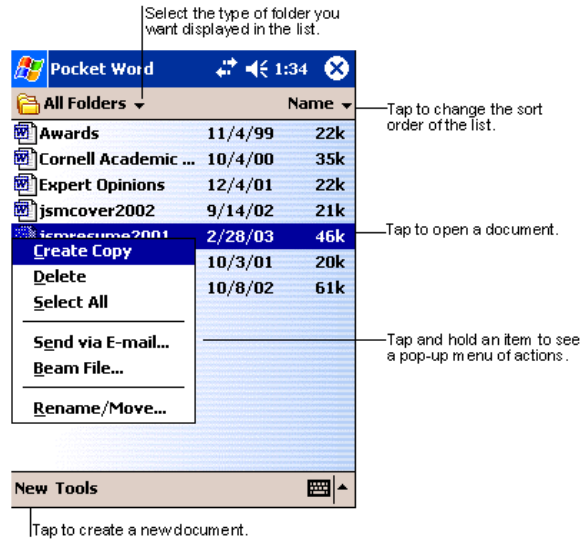 Select the type of folder you
want displayed in the list.
Pocket Word 1:34
All Folders Name
Tap to change the sort
order of the list.
Awards 11/4/99 22k
Cornell Academic ... 10/4/00 35k
Expert Opinions 12/4/01 22k
jsmcover2002 9/14/02 21k
jsmresume2001 2/28/03 46k
Tap to open a document.
Create Copy
10/3/01 20k
Delete
10/8/02 61k
Select All
Send via E-mail...
Tap and hold an item to see
a pop-up menu of actions.
Beam File...
Rename/Move...
New Tools
Tap to create a new document.